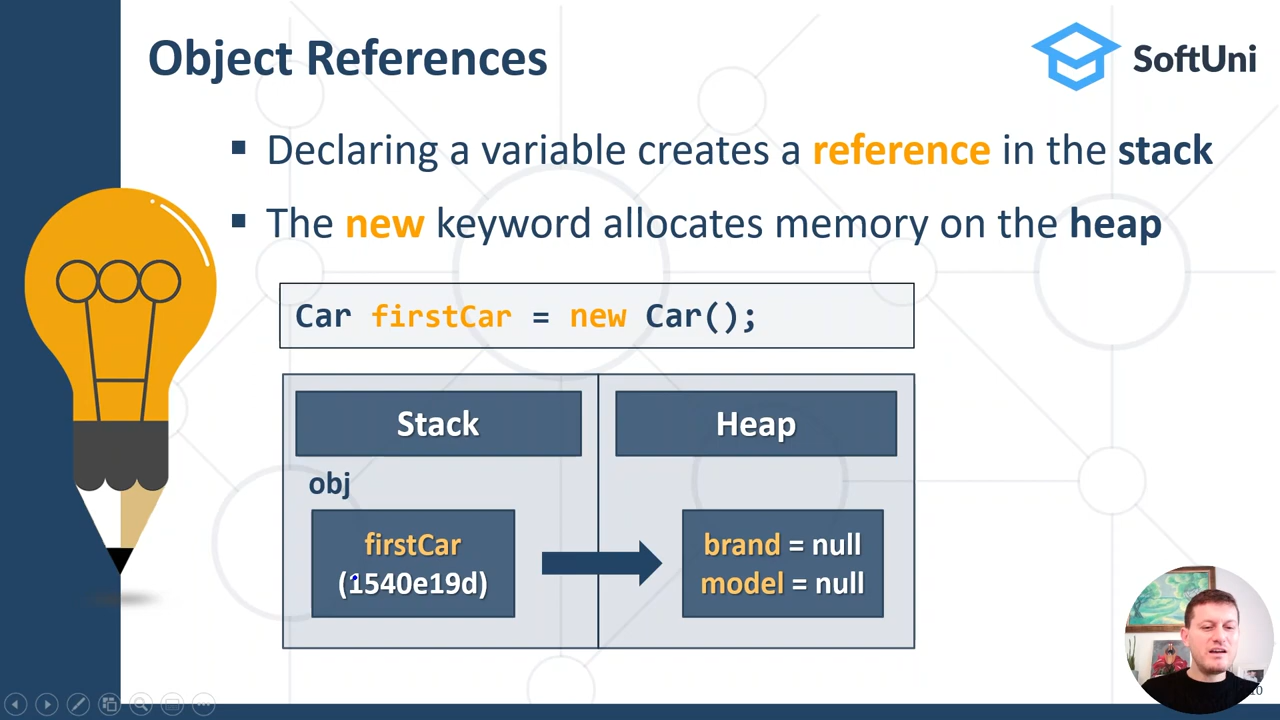 Object References
SoftUni
▪ Declaring a variable creates a reference in the stack
▪ The new keyword allocates memory on the heap
Car firstCar = new Car();
Stack
Heap
obj
firstCar
(1540e19d)
brand = null
model = null